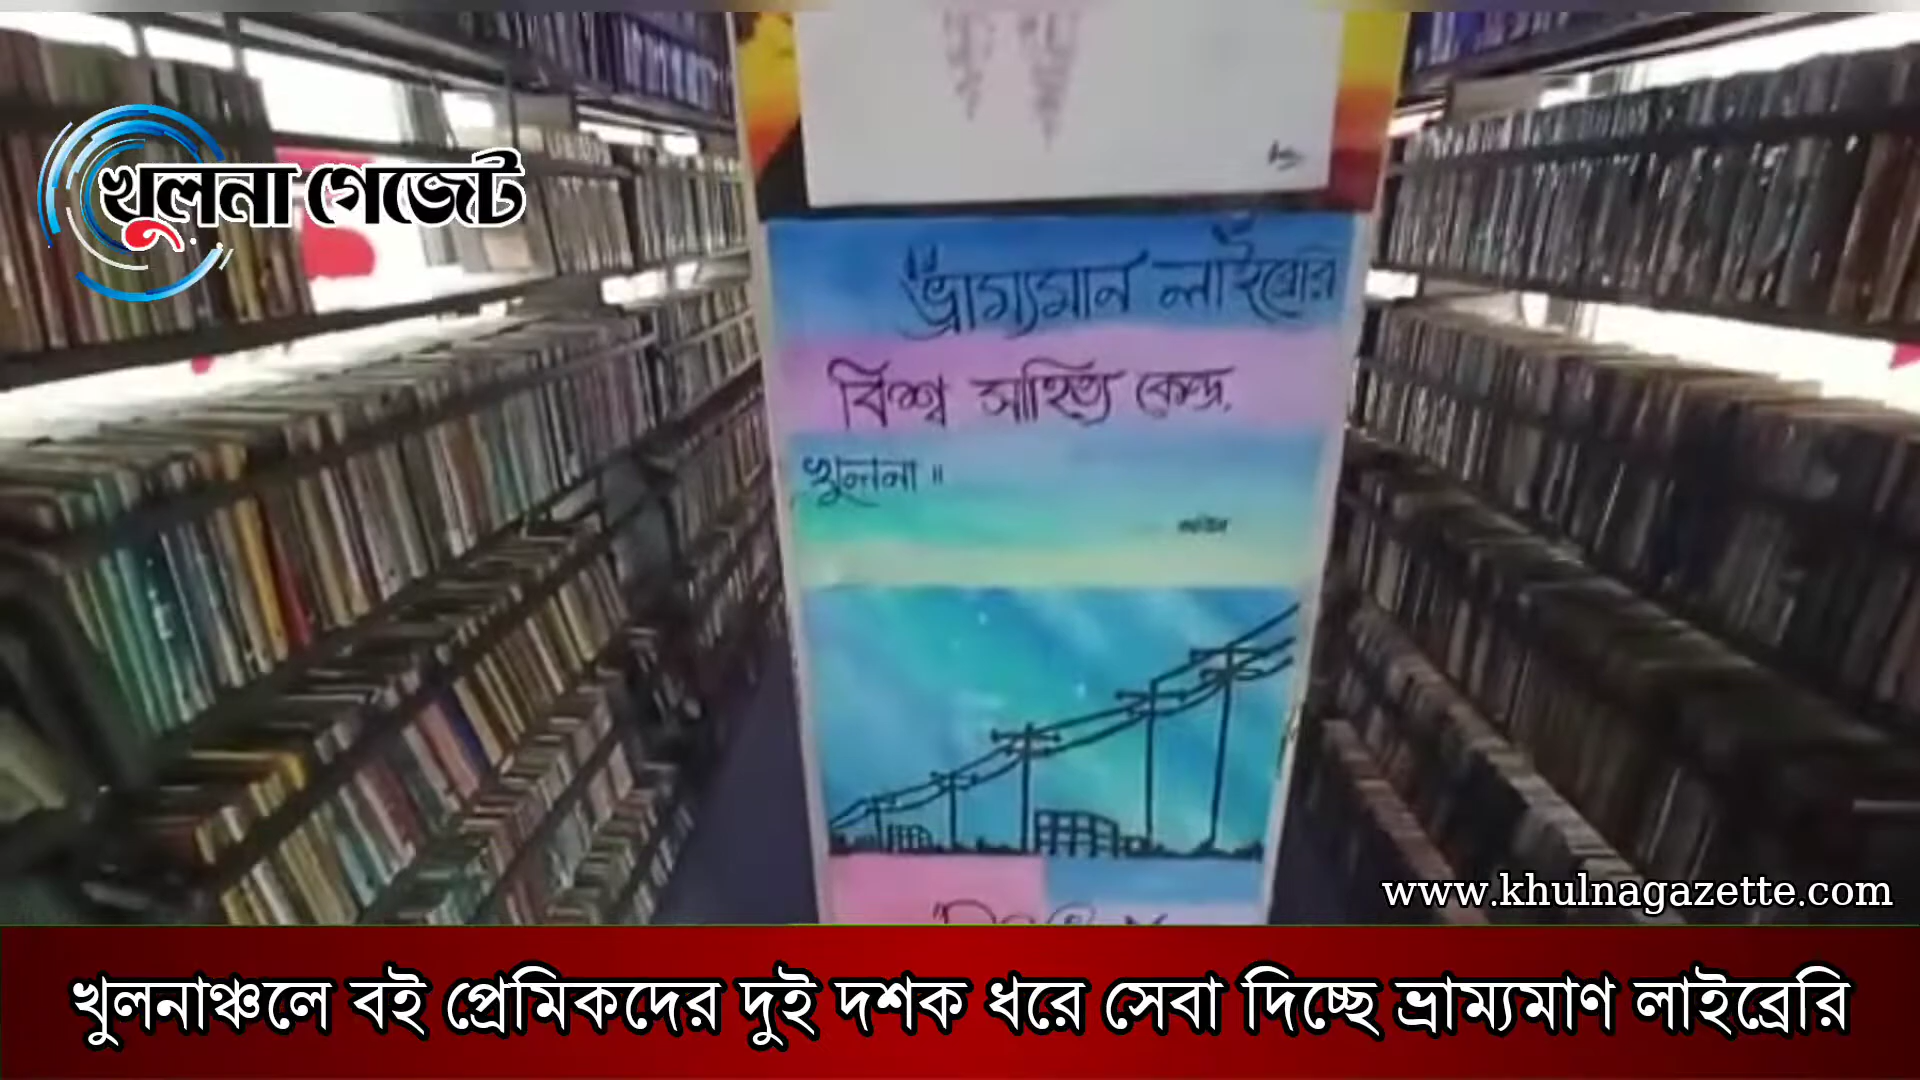 খুলনা গেজেট
"ভ্রাম্যমান লাইব্রেরি
বিশ্ব সাহিত্য কেন্দ্র,
খুলনা॥
www.khulnagazette.com
খুলনাঞ্চলে বই প্রেমিকদের দুই দশক ধরে সেবা দিচ্ছে ভ্রাম্যমাণ লাইব্রেরি